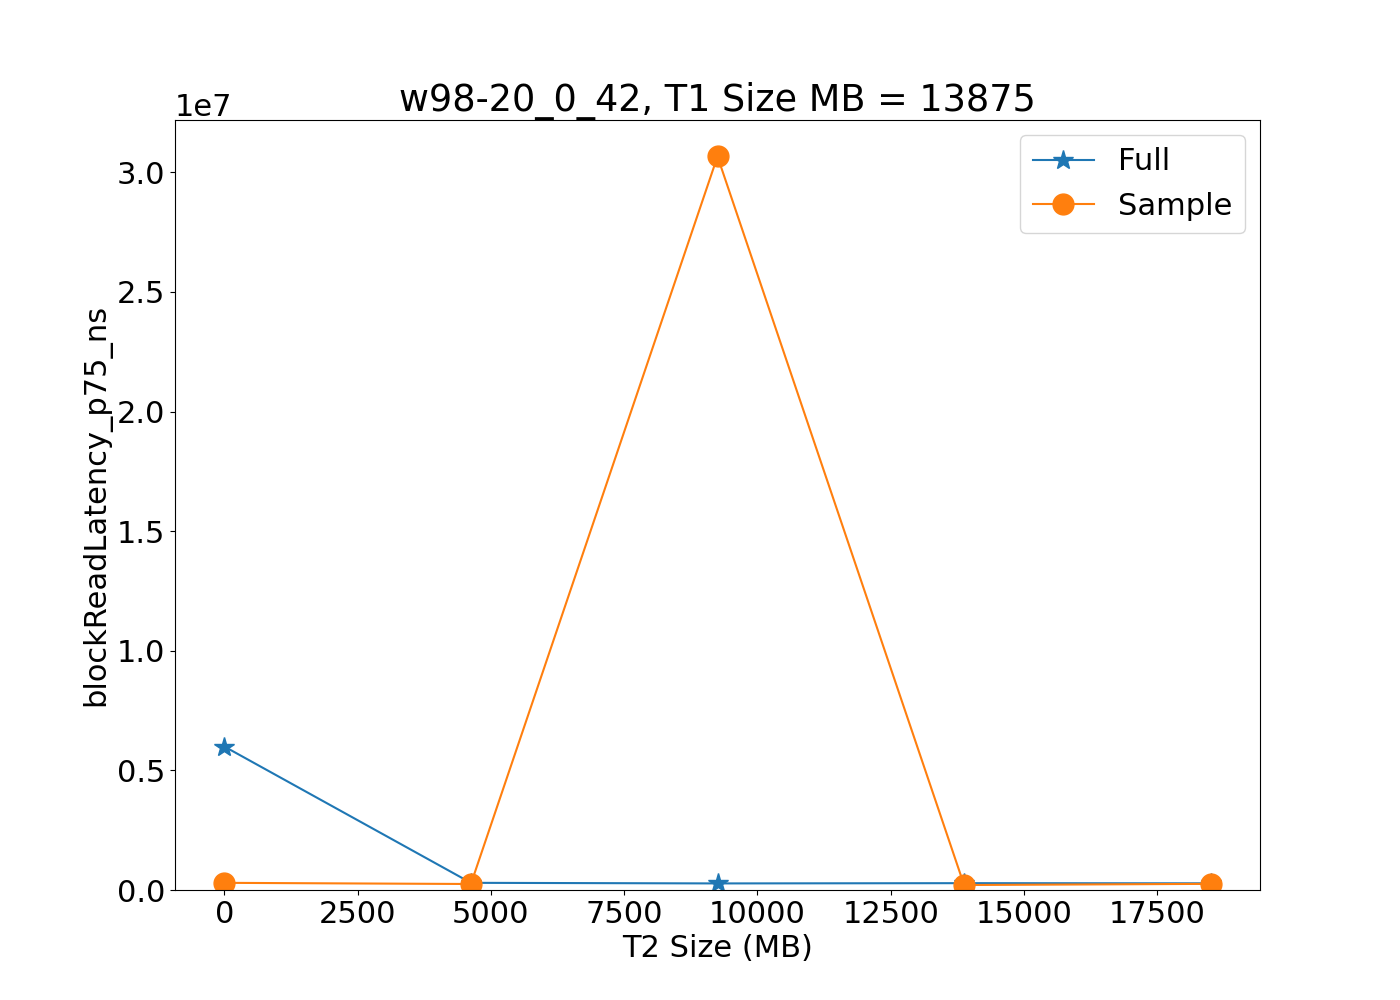 w98-20_0_42, T1 Size MB = 13875
1e7
Full
Sample
3.0
2.5
2.0
1.5
1.0
0.5
0.0
blockReadLatency_p75_ns
0 2500 5000 7500 10000 12500 15000 17500
T2 Size (MB)